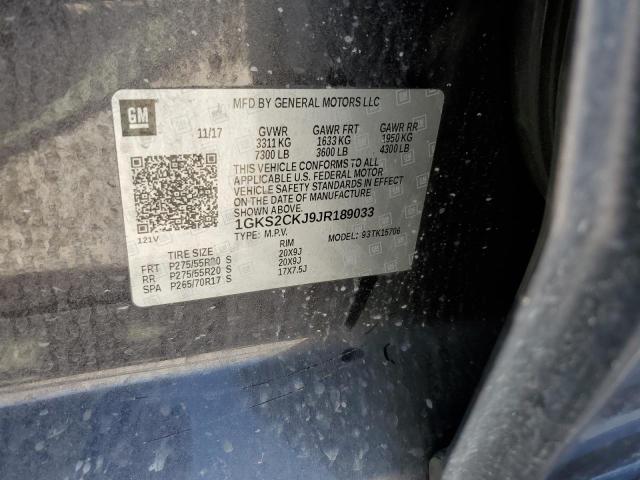 MFD BY GENERAL MOTORS LLC
GM
11/17 GVWR GAWR FRT GAWR RR
3311 KG 1633 KG 1950 KG
7300 LB 3600 LB 4300 LB
THIS VEHICLE CONFORMS TO ALL
APPLICABLE U.S. FEDERAL MOTOR
VEHICLE SAFETY STANDARDS IN EFFECT
ON THE DATE OF MANUFACTURE
SHOWN ABOVE.
1GKS2CKJ9JR189033
121V TYPE: M.P.V. MODEL: 93TK15706
TIRE SIZE RIM
FRT P275/55R20 S 20X9J
RR P275/55R20 S 20X9J
SPA P265/70R17 S 17X7.5J